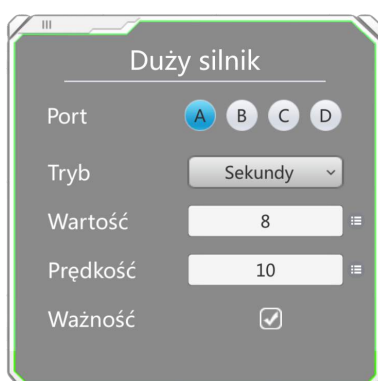 Duży silnik
Port A B C D
Tryb Sekundy
Wartość 8
Prędkość 10
Ważność